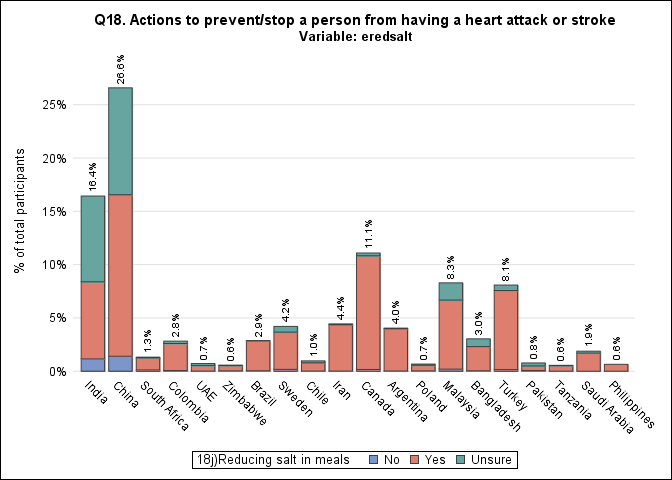 Q18. Actions to prevent/stop a person from having a heart attack or stroke
Variable: eredsalt
% of total participants
25%
20%
15%
10%
5%
0%
16.4%
26.6%
1.3%
2.8%
0.7%
0.6%
2.9%
4.2%
1.0%
4.4%
11.1%
4.0%
0.7%
8.3%
3.0%
8.1%
0.8%
0.6%
1.9%
0.6%
India
China
South Africa
Colombia
UAE
Zimbabwe
Brazil
Sweden
Chile
Iran
Canada
Argentina
Poland
Malaysia
Bangladesh
Turkey
Pakistan
Tanzania
Saudi Arabia
Philippines
18j)Reducing salt in meals No Yes Unsure